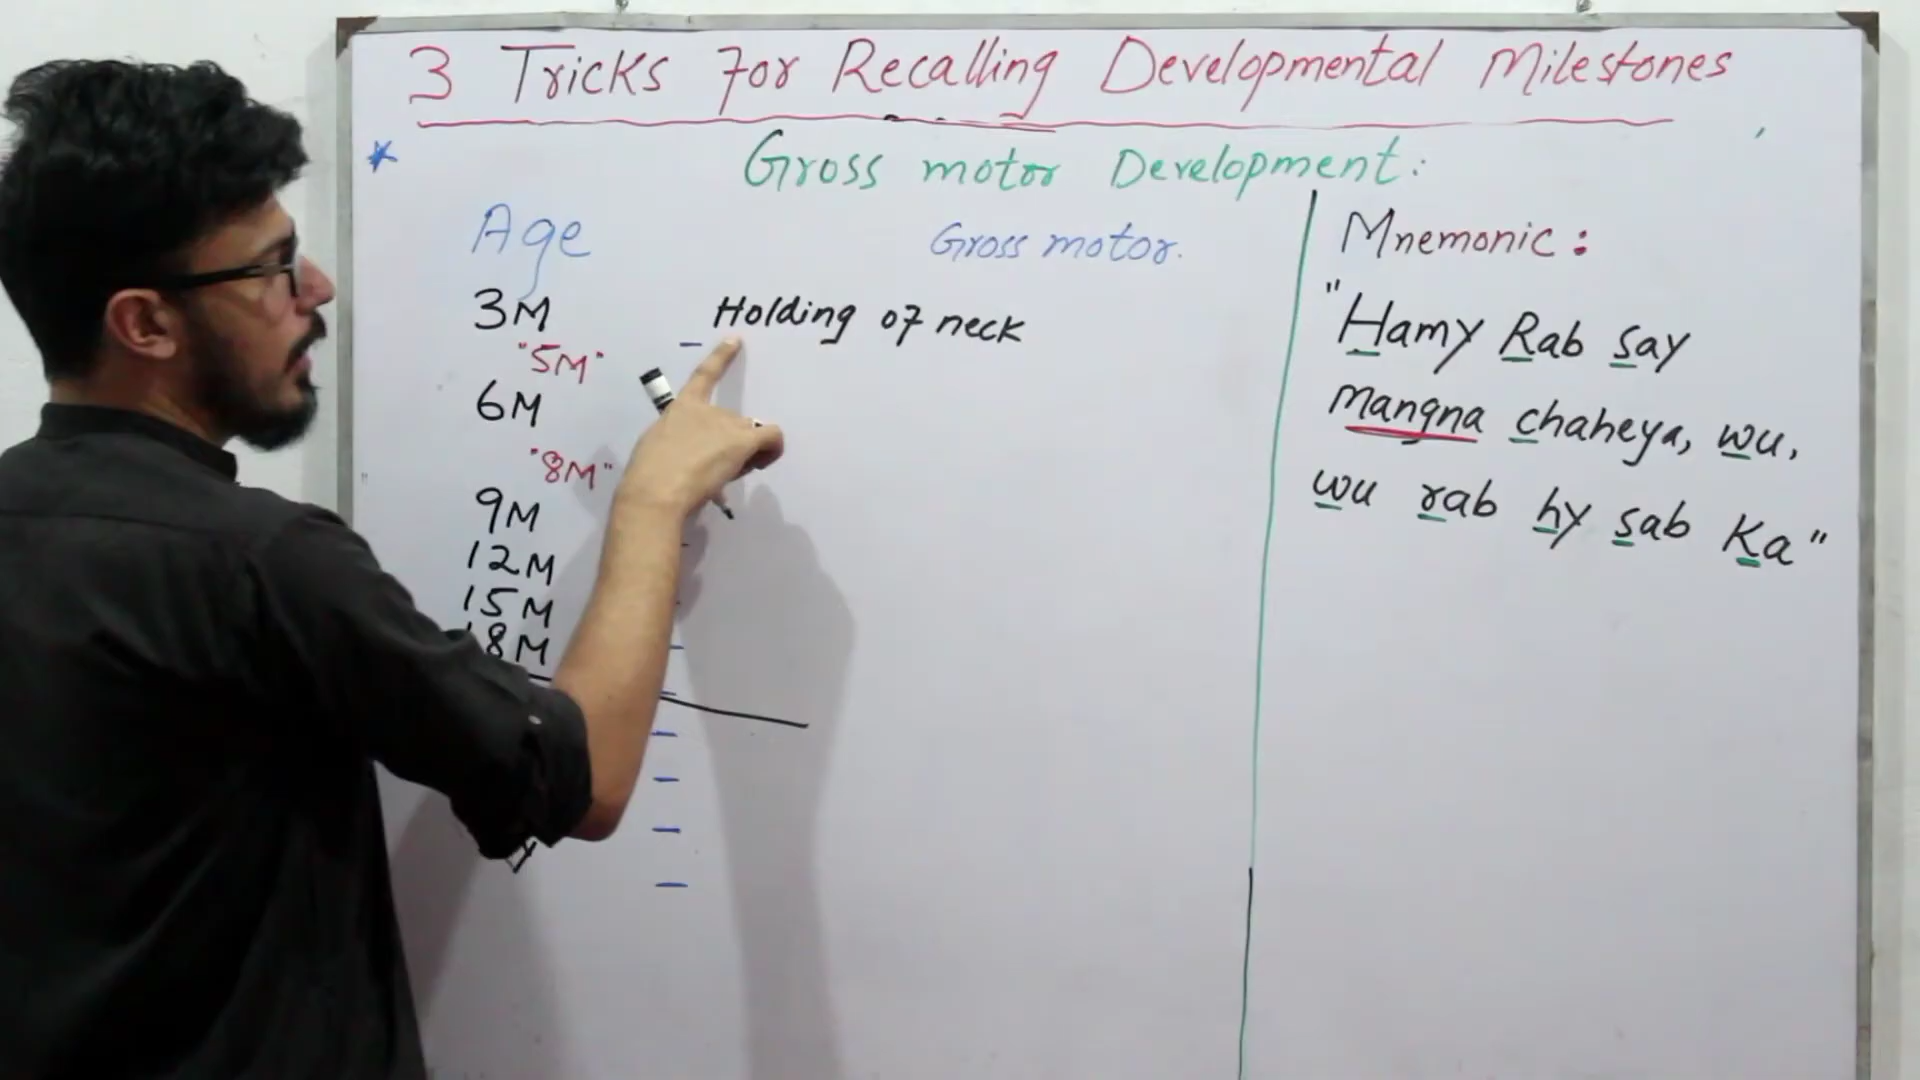 3 Tricks For Recalling Developmental Milestones
Gross motor Development:
Age
Gross motor.
3M
Holding of neck
"5M"
6M
"8M"
9M
12M
15M
18M
Mnemonic:
"Hamy Rab say
mangna chaheya, wu,
wu rab hy sab Ka"